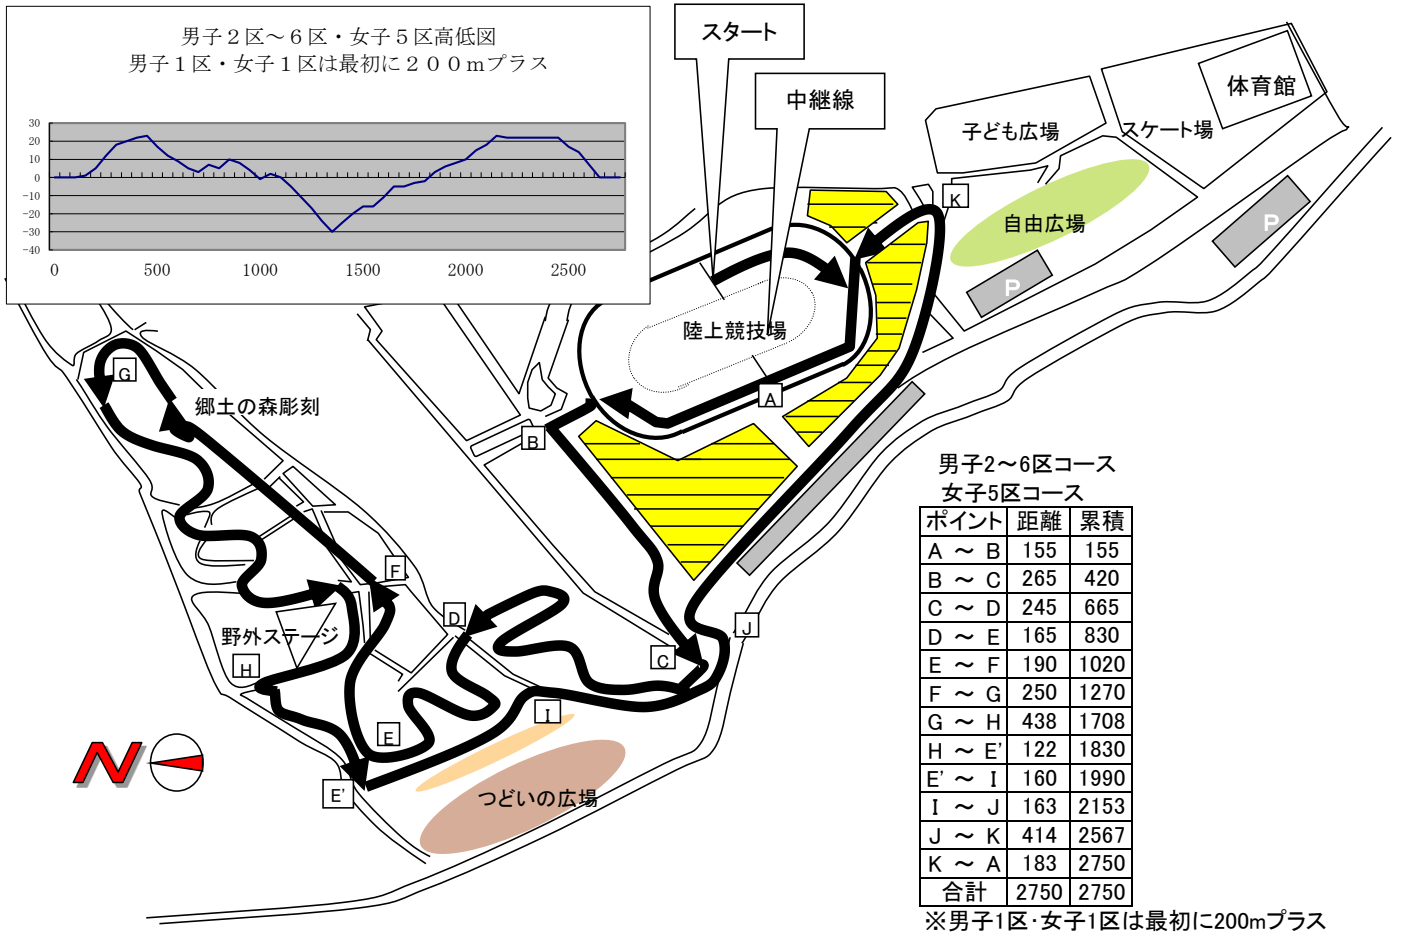 男子２区～６区・女子５区高低図
男子１区・女子１区は最初に２００ｍプラス
30
20
10
0
-10
-20
-30
-40
0 500 1000 1500 2000 2500
スタート
中継線
体育館
子ども広場
スケート場
K
自由広場
P
P
陸上競技場
A
B
G
郷土の森彫刻
F
D
野外ステージ
H
J
C
I
E
E'
つどいの広場
N
男子2～6区コース
女子5区コース
ポイント 距離 累積
A ～ B 155 155
B ～ C 265 420
C ～ D 245 665
D ～ E 165 830
E ～ F 190 1020
F ～ G 250 1270
G ～ H 438 1708
H ～ E' 122 1830
E' ～ I 160 1990
I ～ J 163 2153
J ～ K 414 2567
K ～ A 183 2750
合計 2750 2750
※男子1区･女子1区は最初に200mプラス